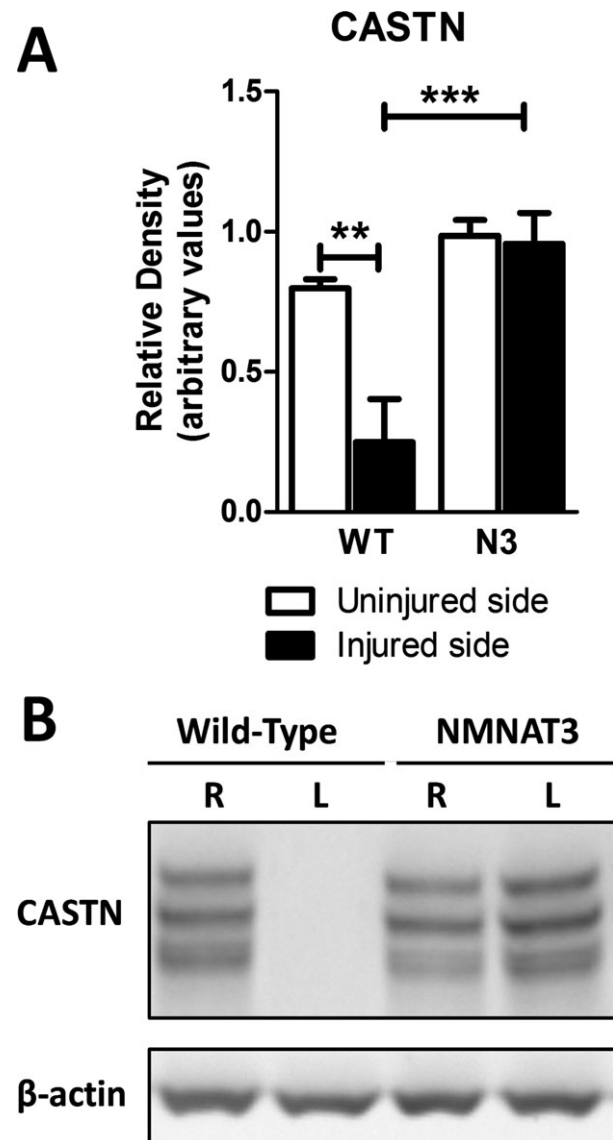 A
CASTN
Relative Density
(arbitrary values)
1.5
1.0
0.5
0.0
***
**
WT N3
Uninjured side
Injured side
B
Wild-Type NMNAT3
R L R L
CASTN
β-actin